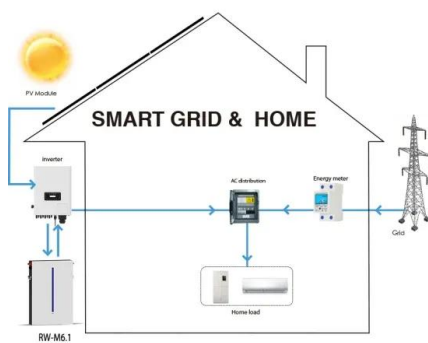 PV Module
SMART GRID & HOME
Inverter
AC distribution
Energy meter
Grid
Home load
RW-M6.1